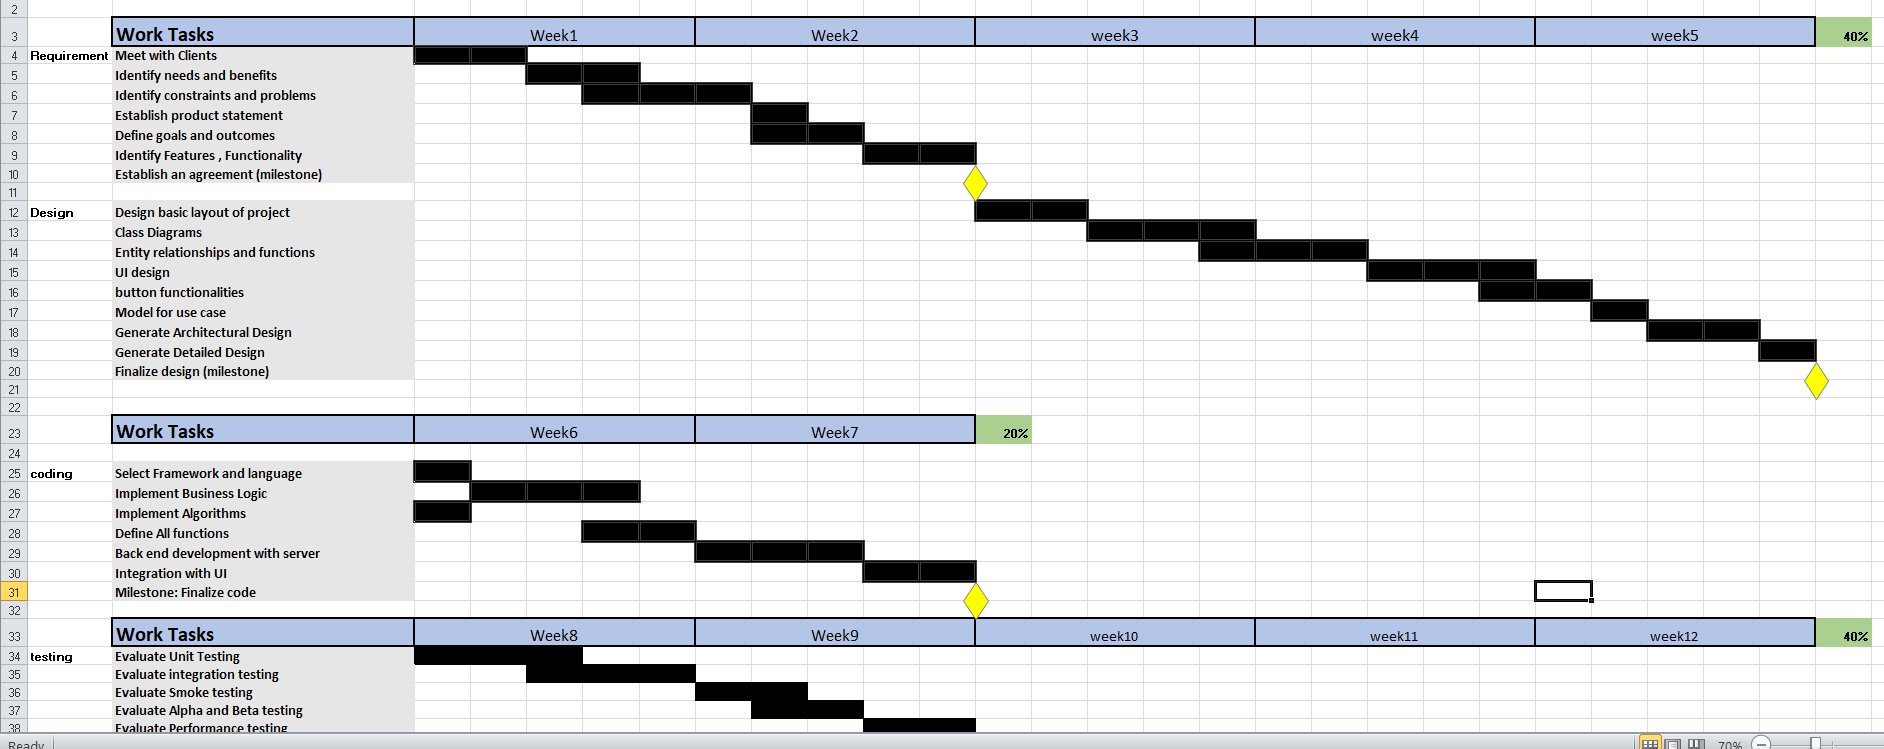 2
3 Work Tasks Week1 Week2 week3 week4 week5 40%
4 Requirement Meet with Clients
5 Identify needs and benefits
6 Identify constraints and problems
7 Establish product statement
8 Define goals and outcomes
9 Identify Features , Functionality
10 Establish an agreement (milestone)
11
12 Design Design basic layout of project
13 Class Diagrams
14 Entity relationships and functions
15 UI design
16 button functionalities
17 Model for use case
18 Generate Architectural Design
19 Generate Detailed Design
20 Finalize design (milestone)
21
22
23 Work Tasks Week6 Week7 20%
24
25 coding Select Framework and language
26 Implement Business Logic
27 Implement Algorithms
28 Define All functions
29 Back end development with server
30 Integration with UI
31 Milestone: Finalize code
32
33 Work Tasks Week8 Week9 week10 week11 week12 40%
34 testing Evaluate Unit Testing
35 Evaluate integration testing
36 Evaluate Smoke testing
37 Evaluate Alpha and Beta testing
38 Evaluate Performance testing
Ready 70%